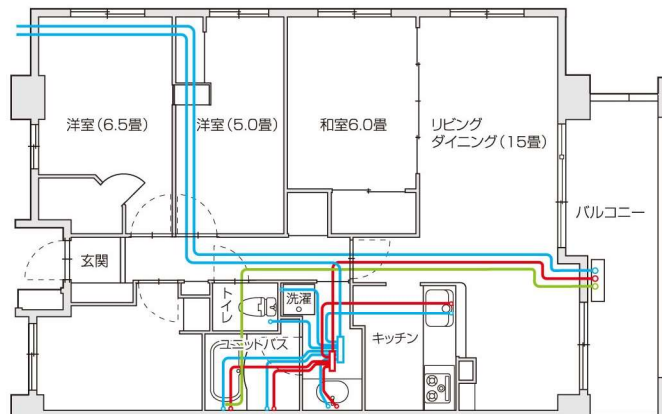 洋室(6.5畳)
洋室(5.0畳)
和室6.0畳
リビング
ダイニング(15畳)
バルコニー
玄関
トイレ
洗濯
ユニットバス
キッチン